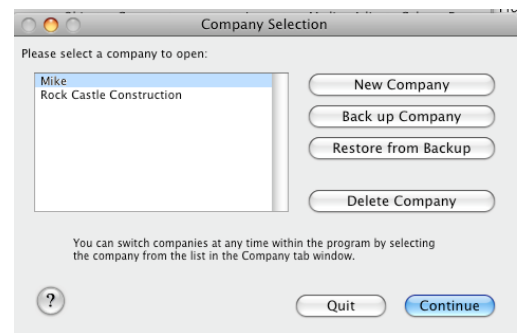 Company Selection
Please select a company to open:
Mike
Rock Castle Construction
New Company
Back up Company
Restore from Backup
Delete Company
You can switch companies at any time within the program by selecting
the company from the list in the Company tab window.
?
Quit
Continue